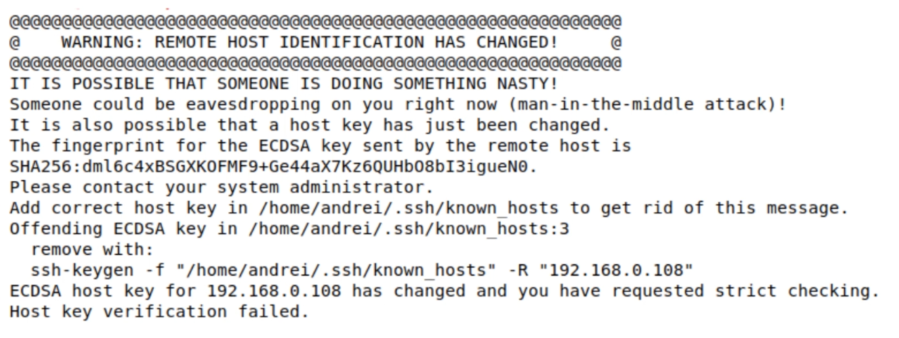 @@@@@@@@@@@@@@@@@@@@@@@@@@@@@@@@@@@@@@@@@@@@@@@@@@@@@@@@@@@
@    WARNING: REMOTE HOST IDENTIFICATION HAS CHANGED!     @
@@@@@@@@@@@@@@@@@@@@@@@@@@@@@@@@@@@@@@@@@@@@@@@@@@@@@@@@@@@
IT IS POSSIBLE THAT SOMEONE IS DOING SOMETHING NASTY!
Someone could be eavesdropping on you right now (man-in-the-middle attack)!
It is also possible that a host key has just been changed.
The fingerprint for the ECDSA key sent by the remote host is
SHA256:dml6c4xBSGXKOFMF9+Ge44aX7Kz6QUHbO8bI3igueN0.
Please contact your system administrator.
Add correct host key in /home/andrei/.ssh/known_hosts to get rid of this message.
Offending ECDSA key in /home/andrei/.ssh/known_hosts:3
  remove with:
  ssh-keygen -f "/home/andrei/.ssh/known_hosts" -R "192.168.0.108"
ECDSA host key for 192.168.0.108 has changed and you have requested strict checking.
Host key verification failed.